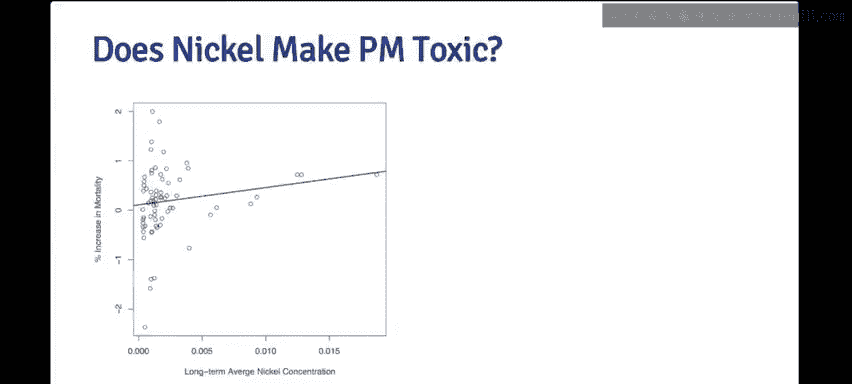 Does Nickel Make PM Toxic?
2
1
0
-1
-2
% Increase in Mortality
0.000 0.005 0.010 0.015
Long-term Averge Nickel Concentration